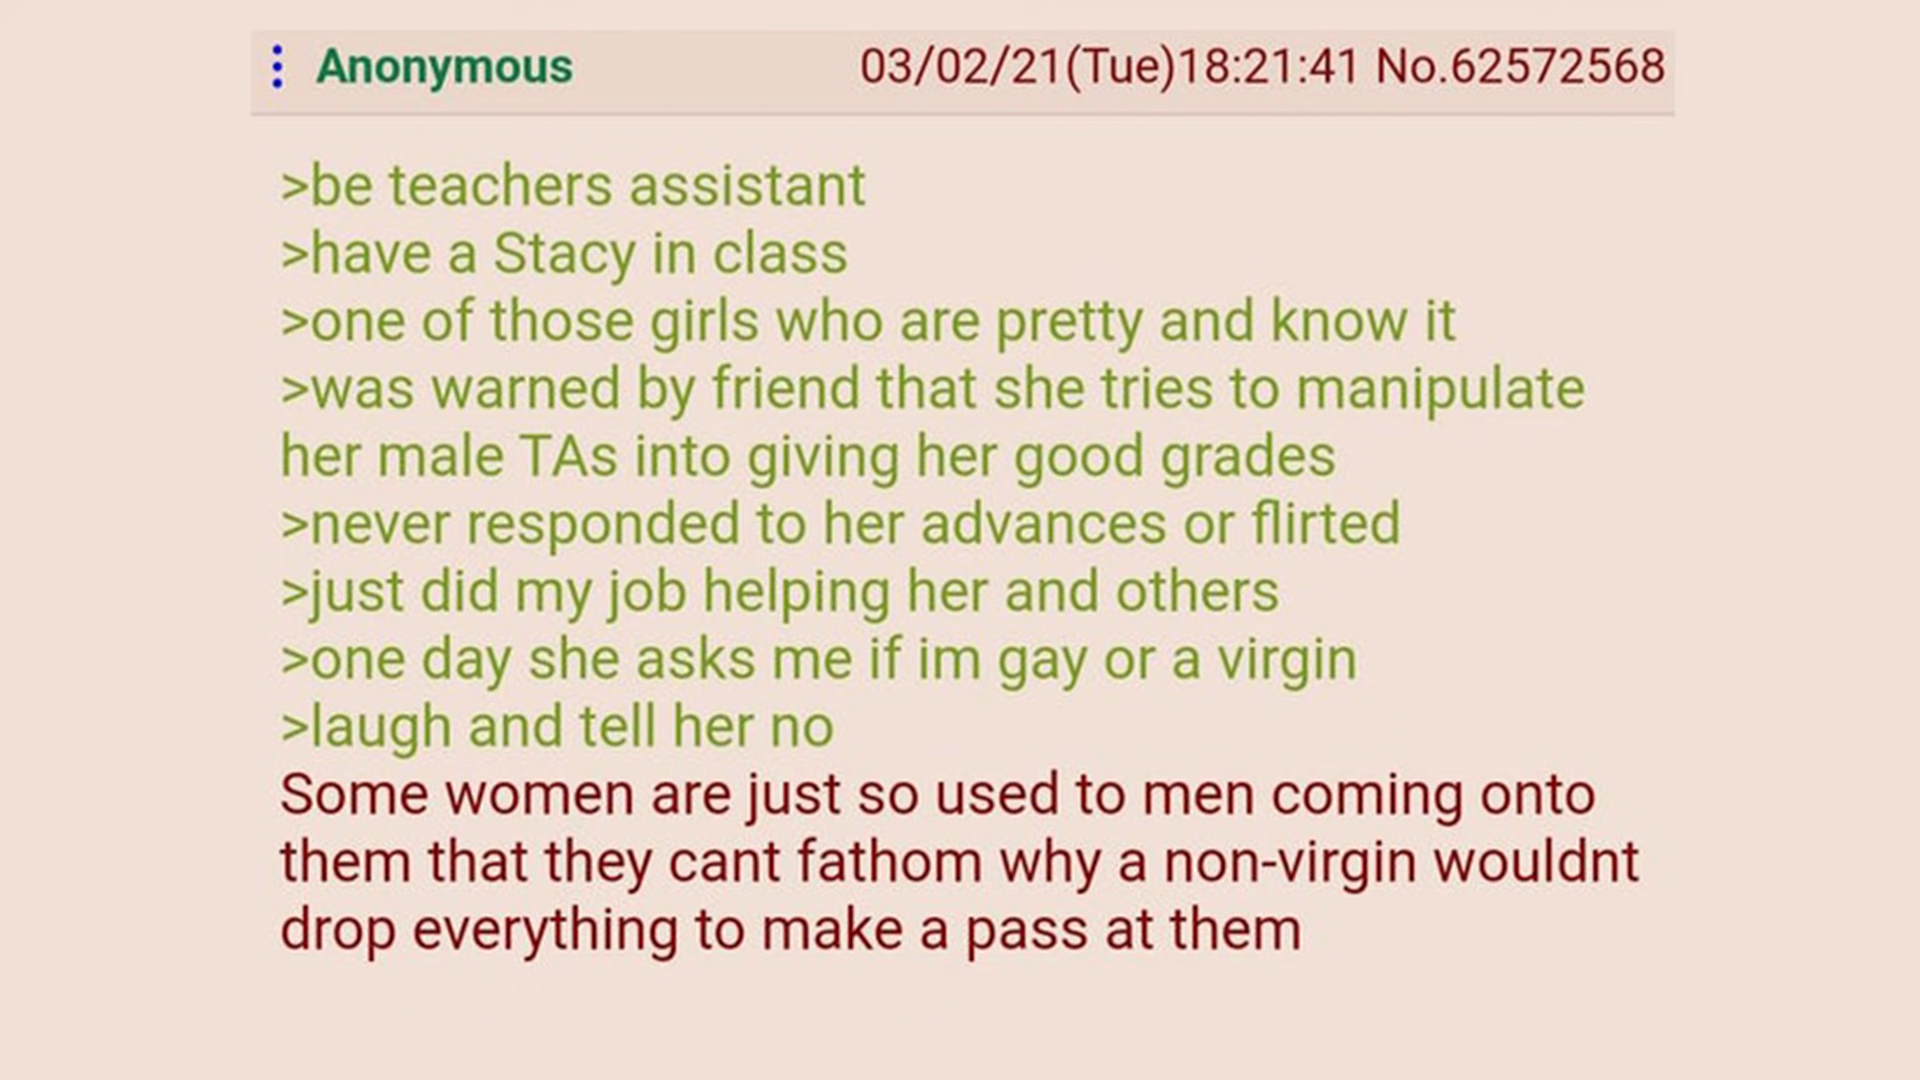 Anonymous 03/02/21(Tue)18:21:41 No.62572568
>be teachers assistant
>have a Stacy in class
>one of those girls who are pretty and know it
>was warned by friend that she tries to manipulate
her male TAs into giving her good grades
>never responded to her advances or flirted
>just did my job helping her and others
>one day she asks me if im gay or a virgin
>laugh and tell her no
Some women are just so used to men coming onto
them that they cant fathom why a non-virgin wouldnt
drop everything to make a pass at them